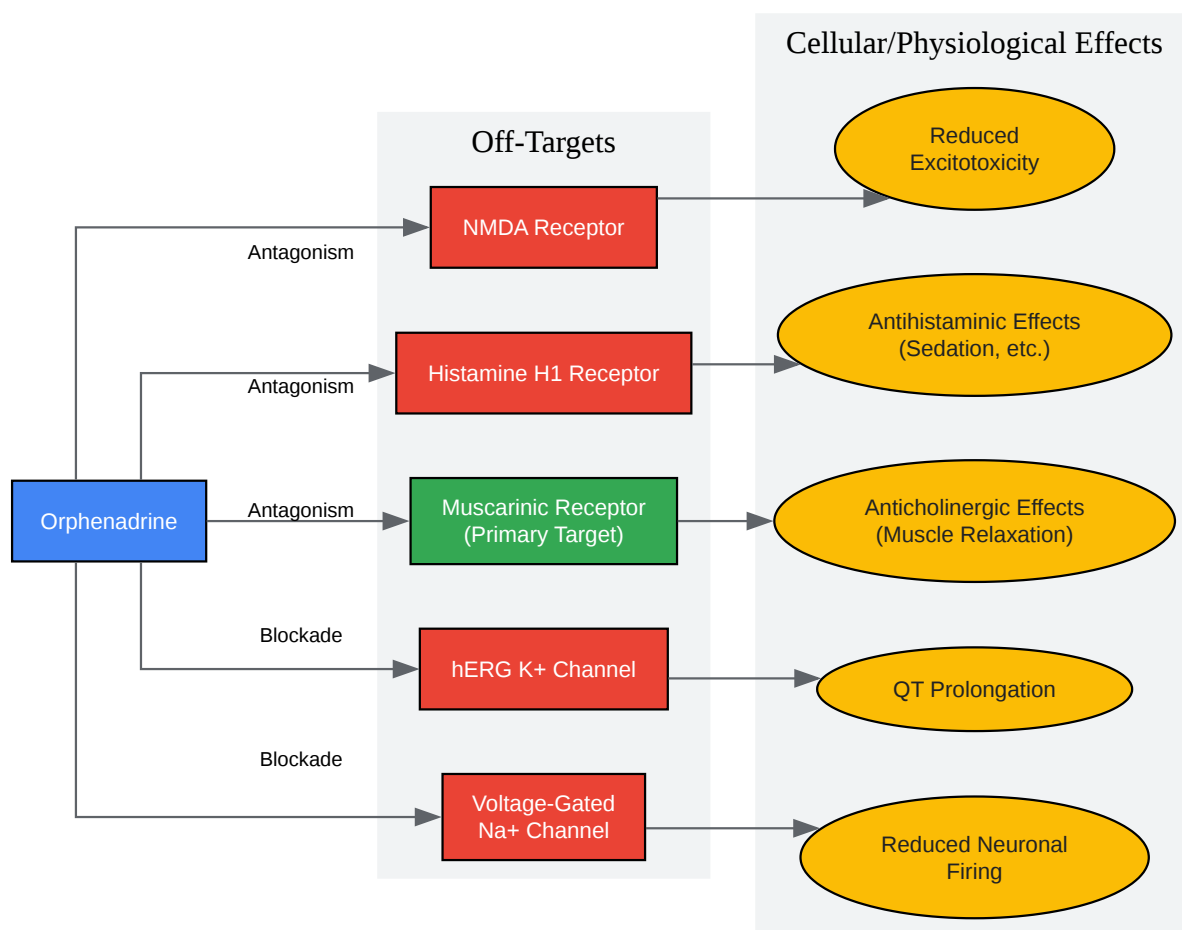 Cellular/Physiological Effects
Off-Targets
Reduced
Excitotoxicity
NMDA Receptor
Antagonism
Antihistaminic Effects
(Sedation, etc.)
Histamine H1 Receptor
Antagonism
Orphenadrine
Antagonism
Muscarinic Receptor
(Primary Target)
Anticholinergic Effects
(Muscle Relaxation)
Blockade
hERG K+ Channel
QT Prolongation
Blockade
Voltage-Gated
Na+ Channel
Reduced Neuronal
Firing